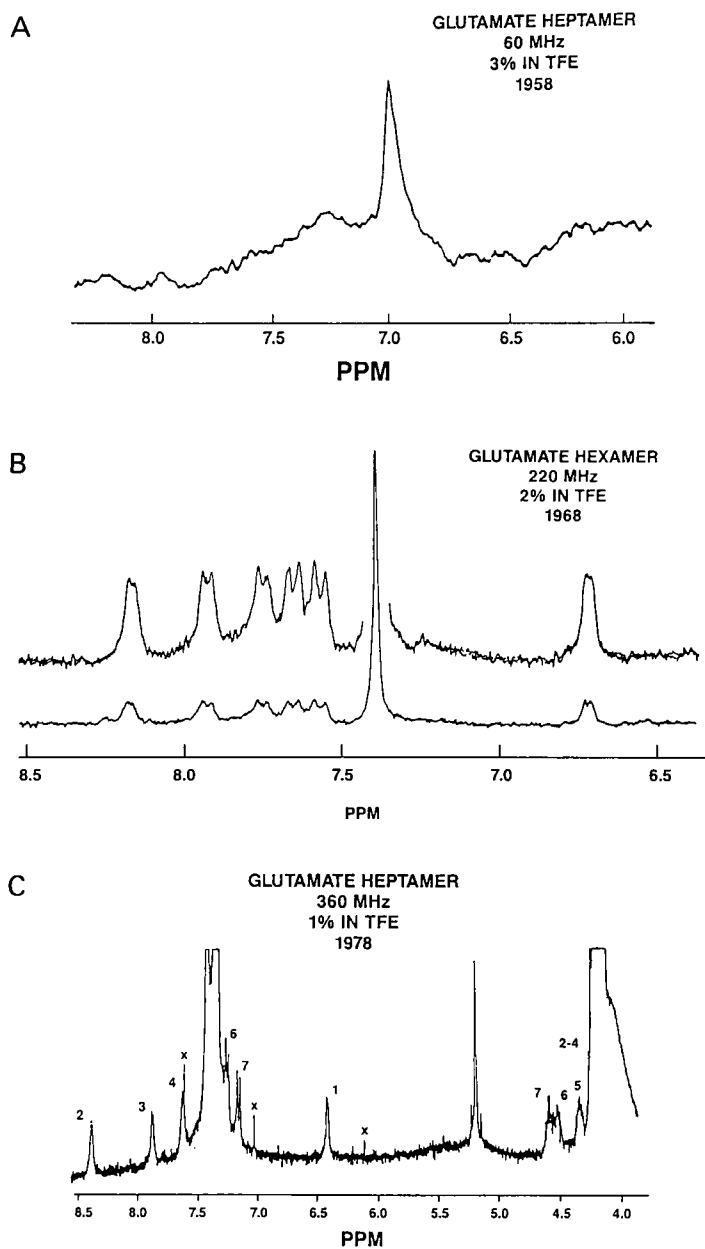 A
GLUTAMATE HEPTAMER
60 MHz
3% IN TFE
1958
8.0 7.5 7.0 6.5 6.0
PPM
B
GLUTAMATE HEXAMER
220 MHz
2% IN TFE
1968
8.5 8.0 7.5 7.0 6.5
PPM
C
GLUTAMATE HEPTAMER
360 MHz
1% IN TFE
1978
2 3 4 x 6 7 x 1 x 7 6 5 2-4
8.5 8.0 7.5 7.0 6.5 6.0 5.5 5.0 4.5 4.0
PPM